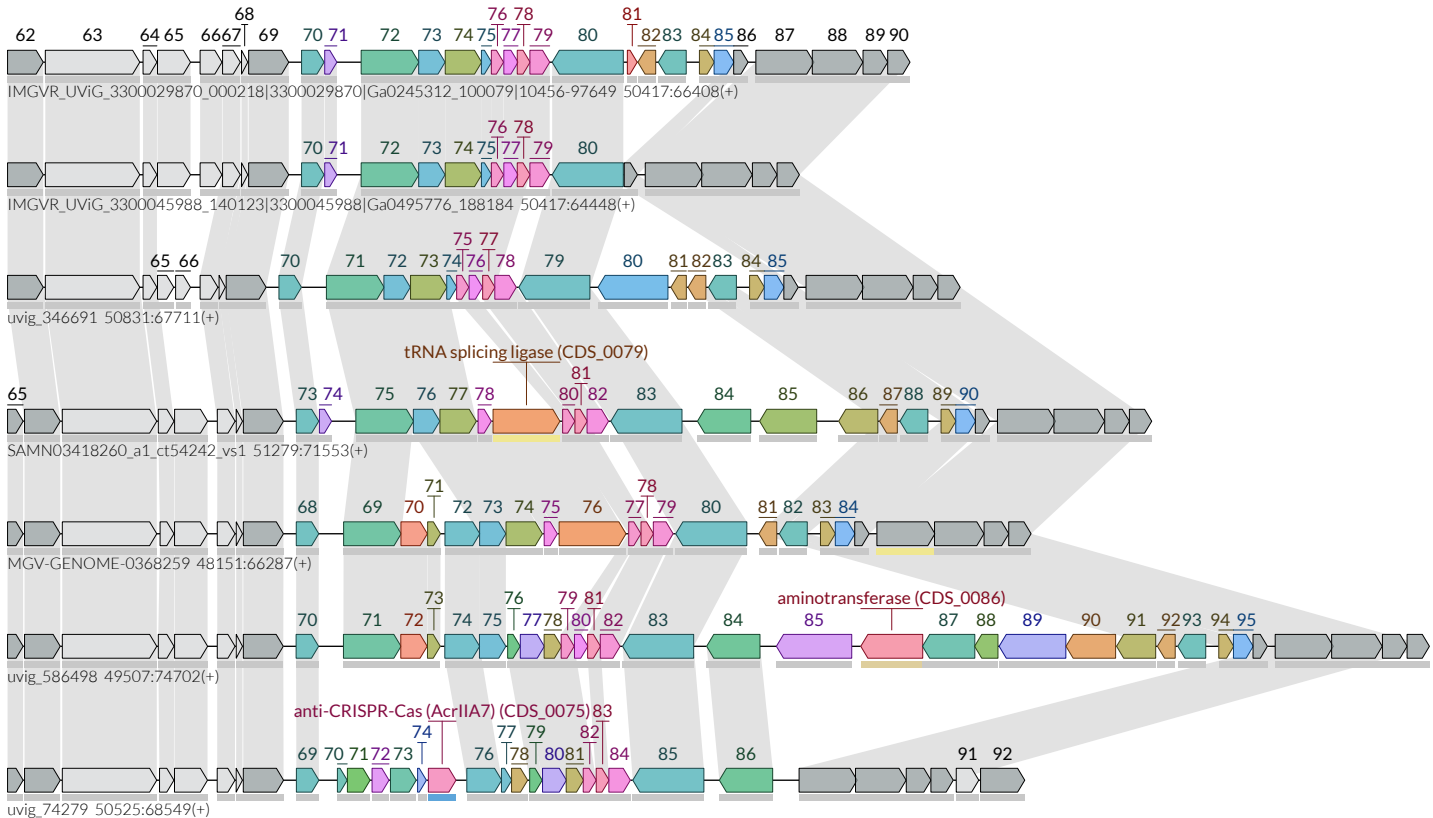 68 76 78 81
62 63 64 65 66 67 69 70 71 72 73 74 75 77 79 80 82 83 84 85 86 87 88 89 90
IMGVR_UViG_3300029870_000218|3300029870|Ga0245312_100079|10456-97649 50417:66408(+)
76 78
70 71 72 73 74 75 77 79 80
IMGVR_UViG_3300045988_140123|3300045988|Ga0495776_188184 50417:64448(+)
75 77
65 66 70 71 72 73 74 76 78 79 80 81 82 83 84 85
uvig_346691 50831:67711(+)
tRNA splicing ligase (CDS_0079)
81
65 73 74 75 76 77 78 80 82 83 84 85 86 87 88 89 90
SAMN03418260_a1_ct54242_vs1 51279:71553(+)
71 78
68 69 70 72 73 74 75 76 77 79 80 81 82 83 84
MGV-GENOME-0368259 48151:66287(+)
73 76 79 81 aminotransferase (CDS_0086)
70 71 72 74 75 77 78 80 82 83 84 85 87 88 89 90 91 92 93 94 95
uvig_586498 49507:74702(+)
anti-CRISPR-Cas (AcrIIA7) (CDS_0075) 83
74 77 79 82
69 70 71 72 73 76 78 80 81 84 85 86 91 92
uvig_74279 50525:68549(+)